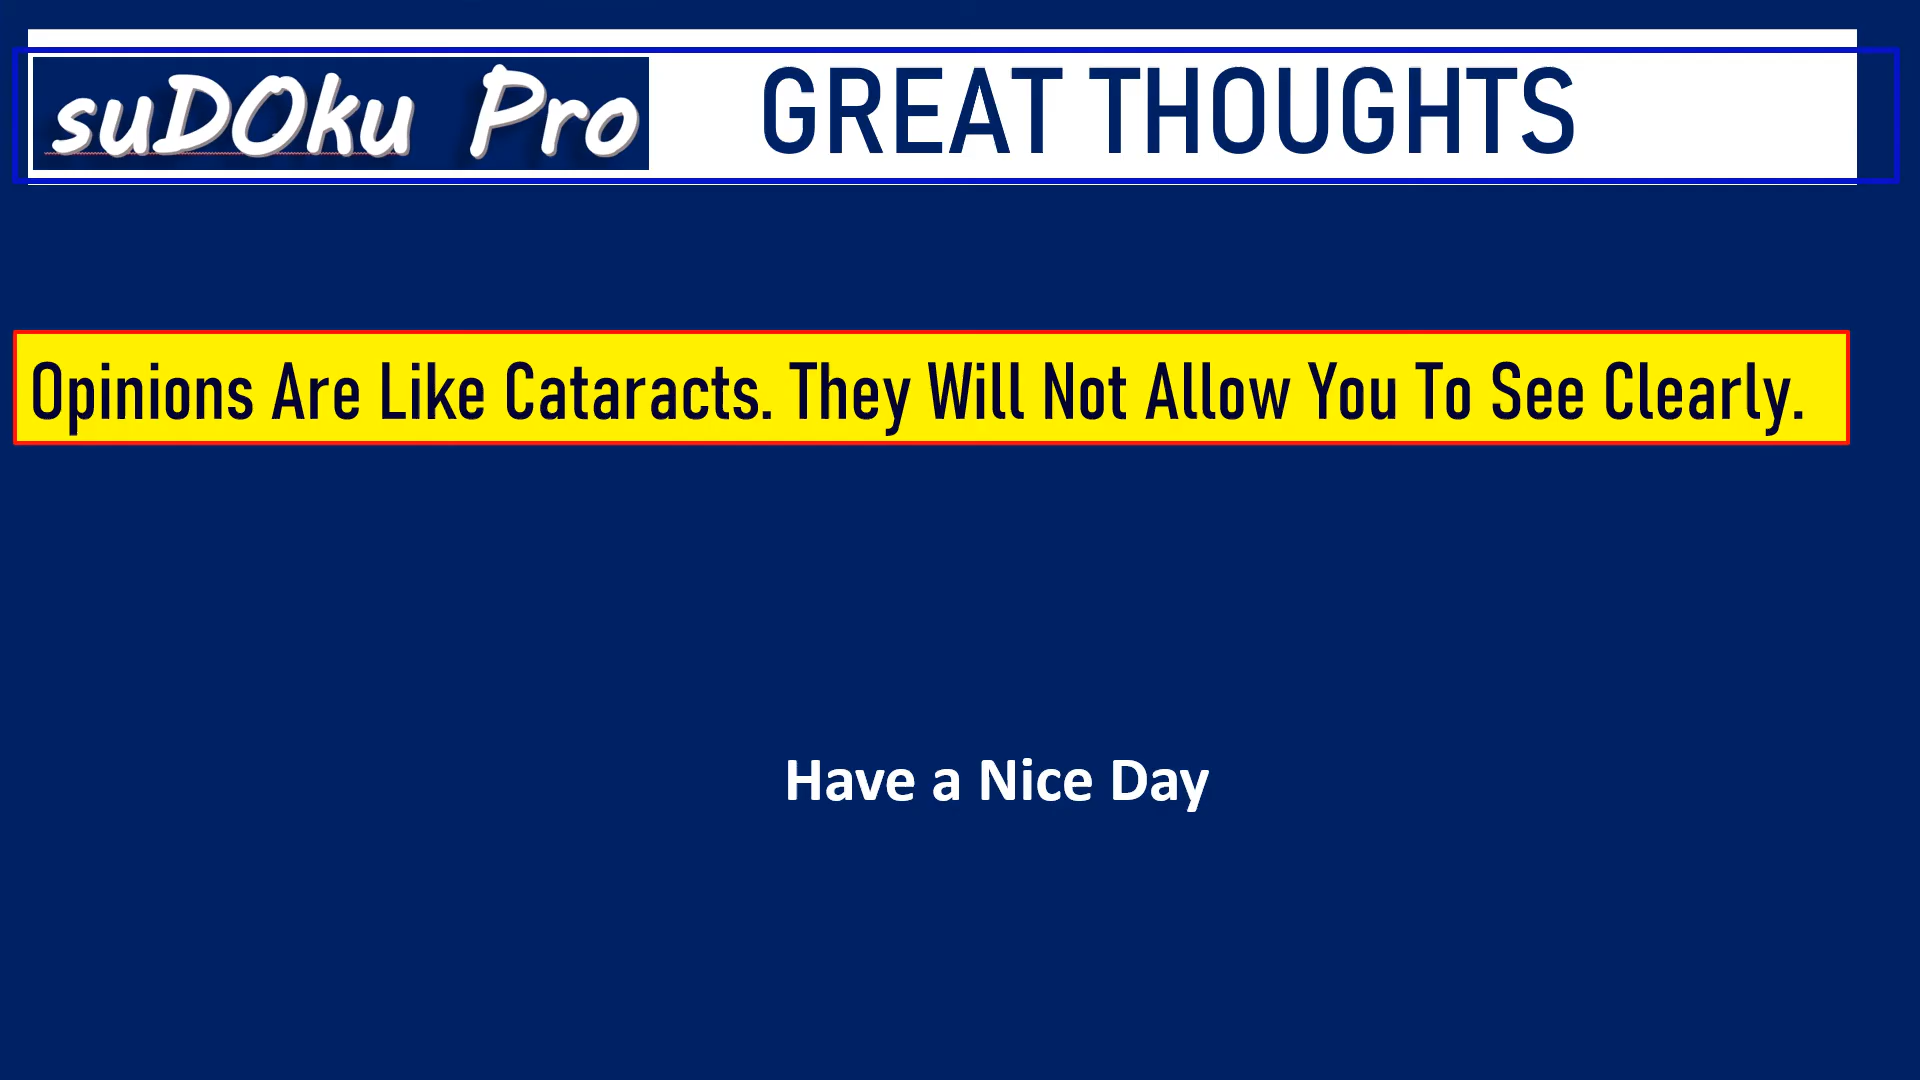 suDOku Pro GREAT THOUGHTS
Opinions Are Like Cataracts. They Will Not Allow You To See Clearly.
Have a Nice Day